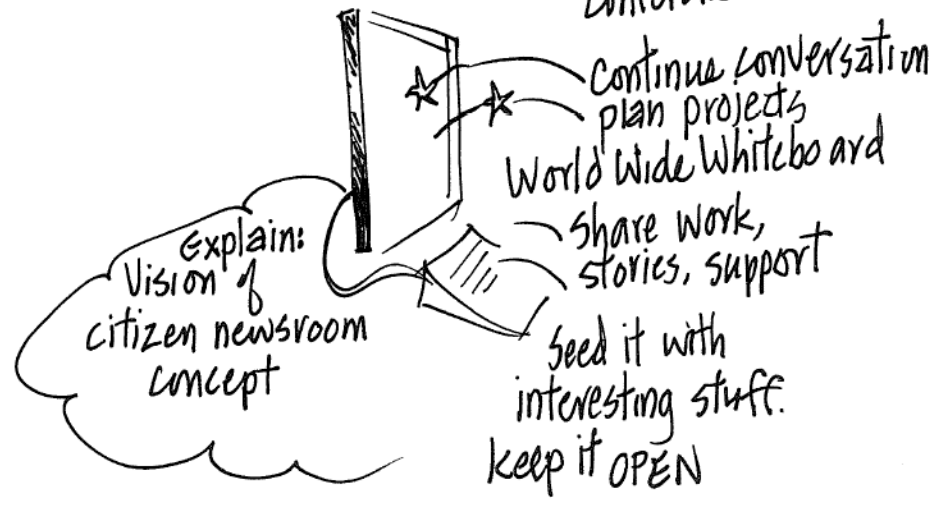 continue conversation
plan projects
World Wide Whiteboard
share work,
stories, support
Seed it with
interesting stuff.
keep it OPEN
Explain:
Vision of
citizen newsroom
concept